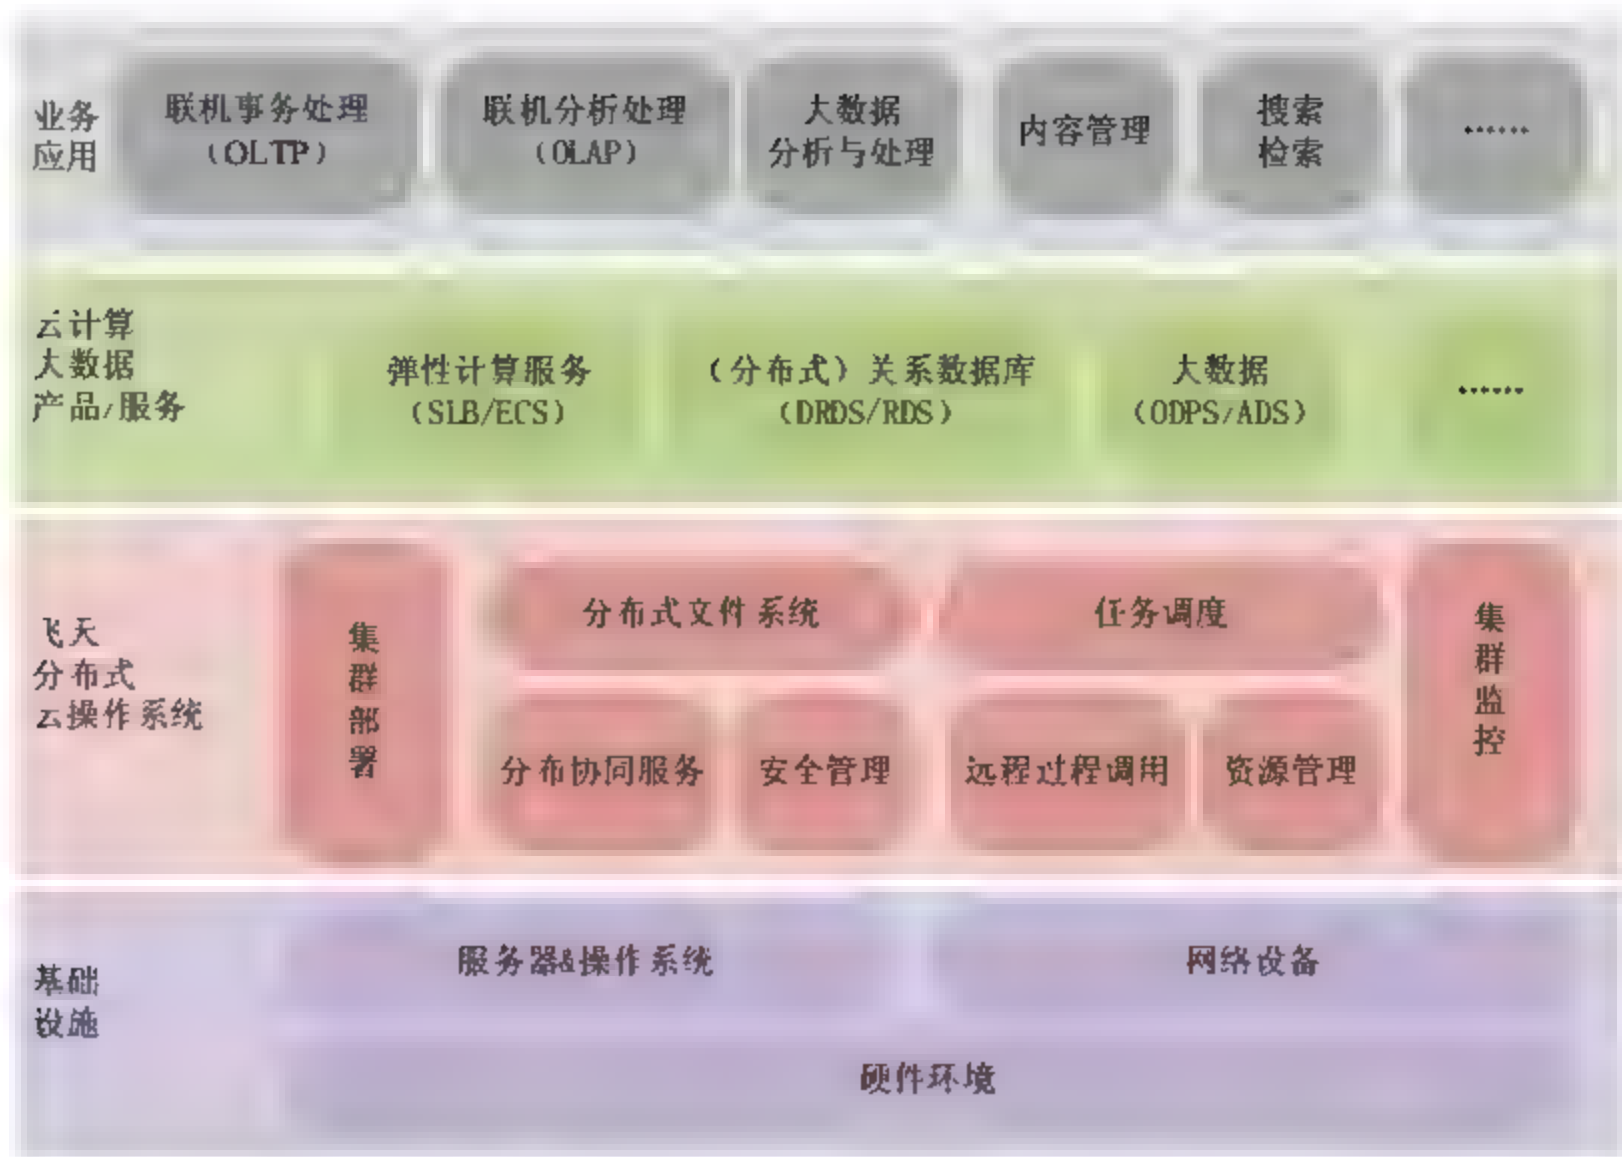 业务
应用
联机事务处理
（OLTP）
联机分析处理
（OLAP）
大数据
分析与处理
内容管理
搜索
检索
……
云计算
大数据
产品/服务
弹性计算服务
（SLB/ECS）
（分布式）关系数据库
（DRDS/RDS）
大数据
（ODPS/ADS）
……
飞天
分布式
云操作系统
集群部署
分布式文件系统
任务调度
分布协同服务
安全管理
远程过程调用
资源管理
集群监控
基础
设施
服务器&操作系统
网络设备
硬件环境